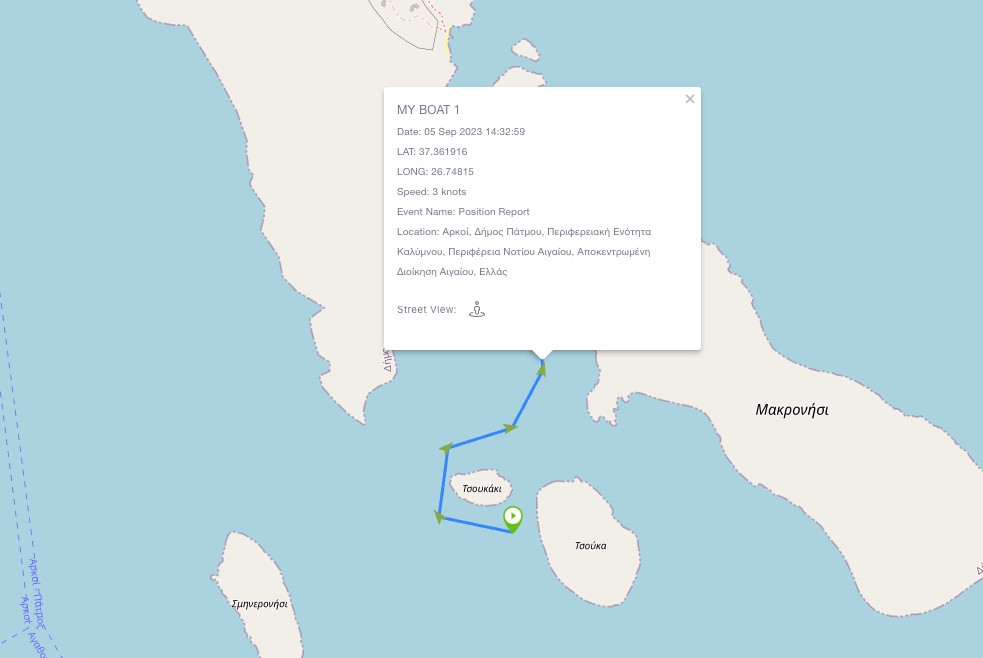 MY BOAT 1
Date: 05 Sep 2023 14:32:59
LAT: 37.361916
LONG: 26.74815
Speed: 3 knots
Event Name: Position Report
Location: Αρκοί, Δήμος Πάτμου, Περιφερειακή Ενότητα
Καλύμνου, Περιφέρεια Νοτίου Αιγαίου, Αποκεντρωμένη
Διοίκηση Αιγαίου, Ελλάς
Street View:
Μακρονήσι
Τσουκάκι
Τσούκα
Σμηνερονήσι
Αρκοί - Πάτμος